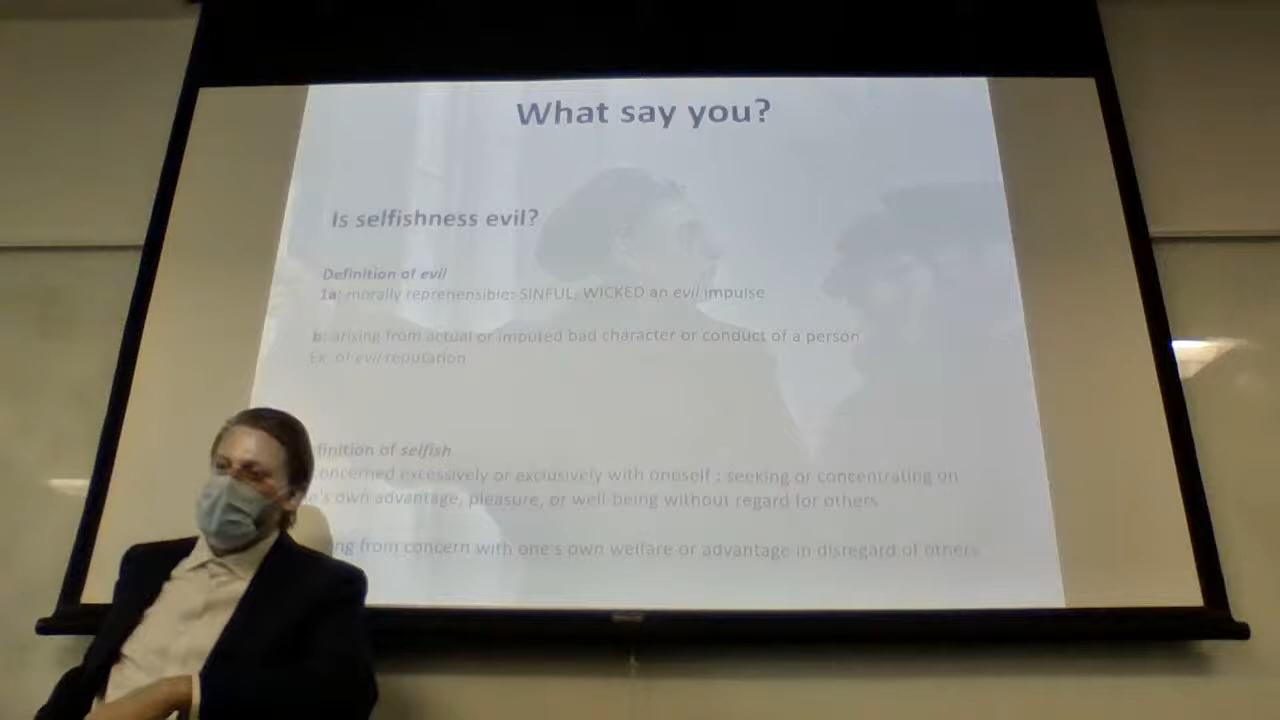 What say you?
Is selfishness evil?
Definition of evil
1a: morally reprehensible: SINFUL, WICKED an evil impulse
b: arising from actual or imputed bad character or conduct of a person
Ex. of evil reputation
finition of selfish
oncerned excessively or exclusively with oneself : seeking or concentrating on
e's own advantage, pleasure, or well being without regard for others
ng from concern with one's own welfare or advantage in disregard of others